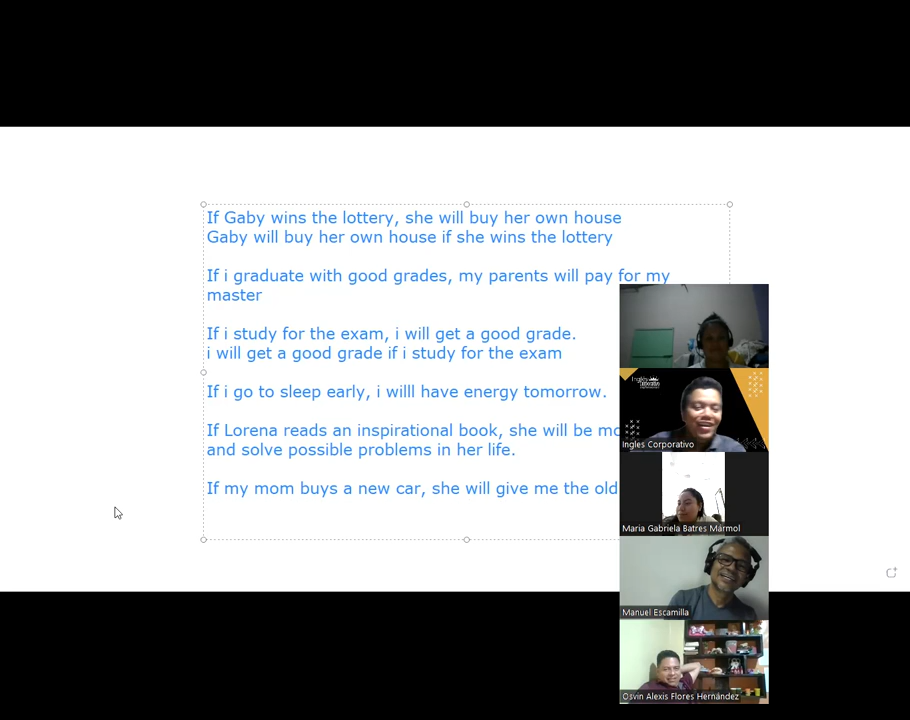 If Gaby wins the lottery, she will buy her own house
Gaby will buy her own house if she wins the lottery
If i graduate with good grades, my parents will pay for my
master
If i study for the exam, i will get a good grade.
i will get a good grade if i study for the exam
If i go to sleep early, i willl have energy tomorrow.
If Lorena reads an inspirational book, she will be
and solve possible problems in her life.
If my mom buys a new car, she will give me the old
Inglés
Ingles Corporativo
Maria Gabriela Batres Marmol
Manuel Escamilla
Osvin Alexis Flores Hernández